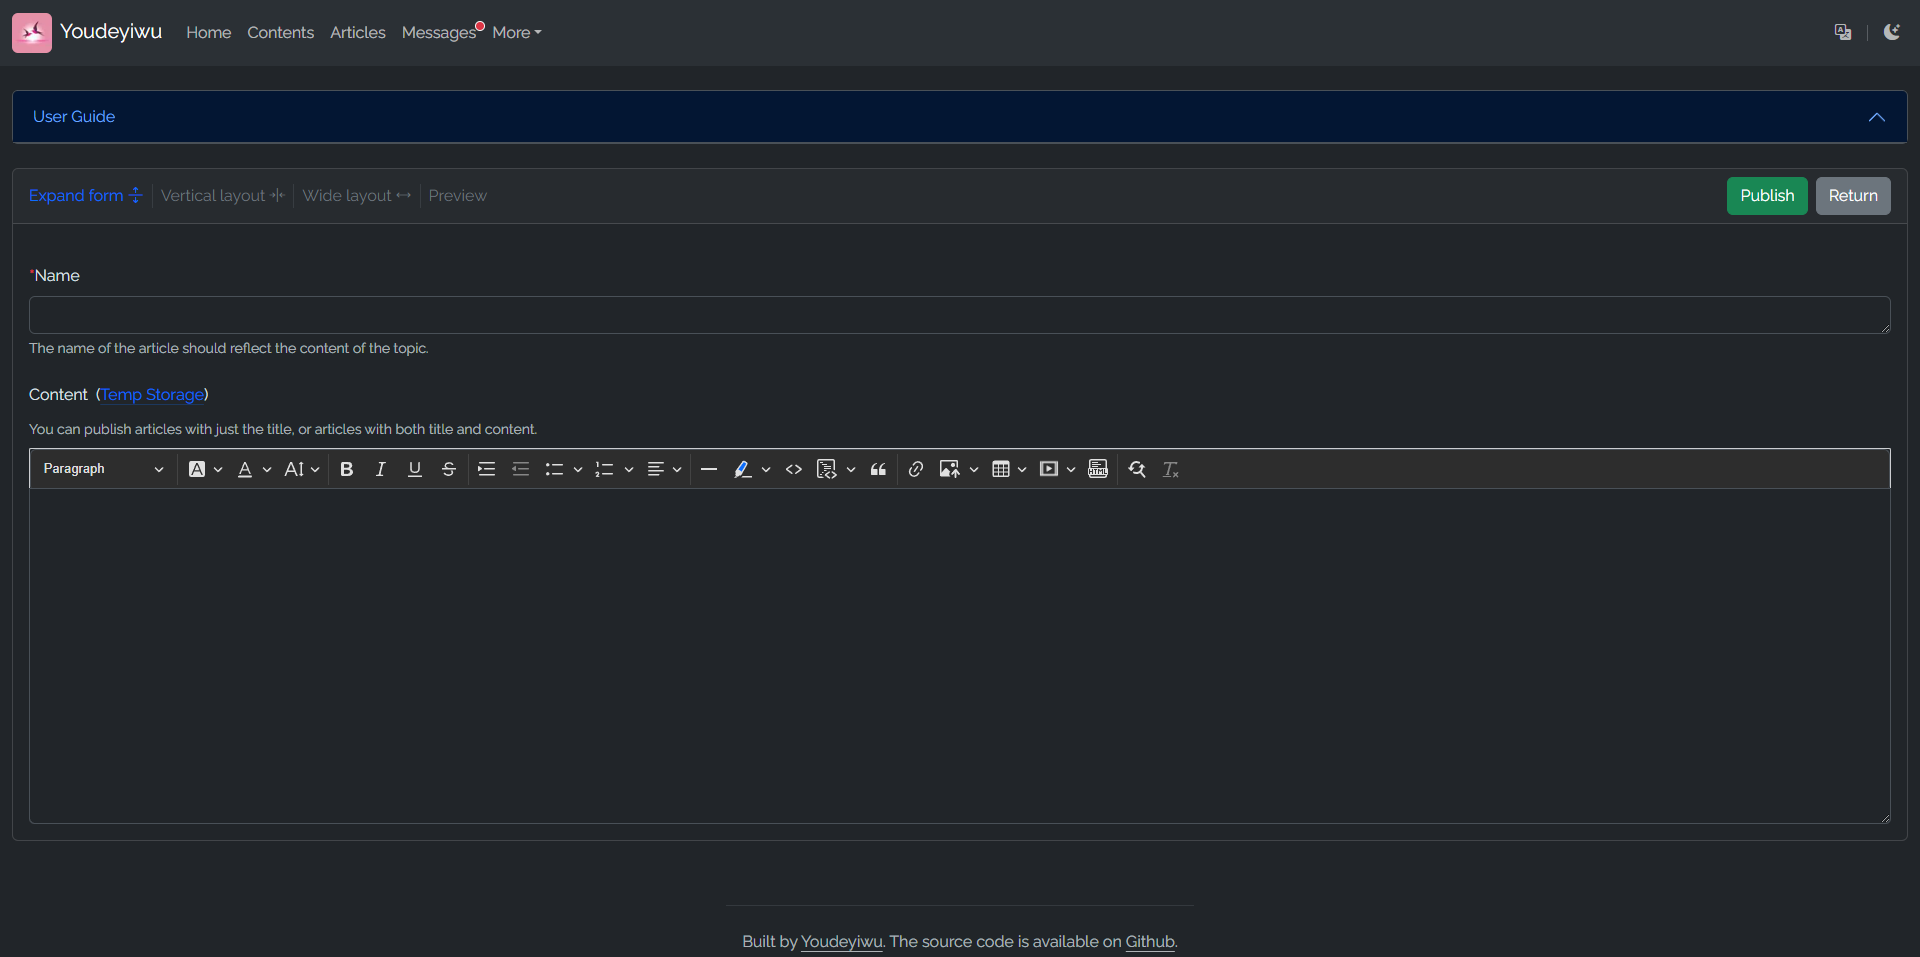 Youdeyiwu Home Contents Articles Messages More
User Guide
Expand form Vertical layout Wide layout Preview Publish Return
*Name
The name of the article should reflect the content of the topic.
Content (Temp Storage)
You can publish articles with just the title, or articles with both title and content.
Paragraph
Built by Youdeyiwu. The source code is available on Github.